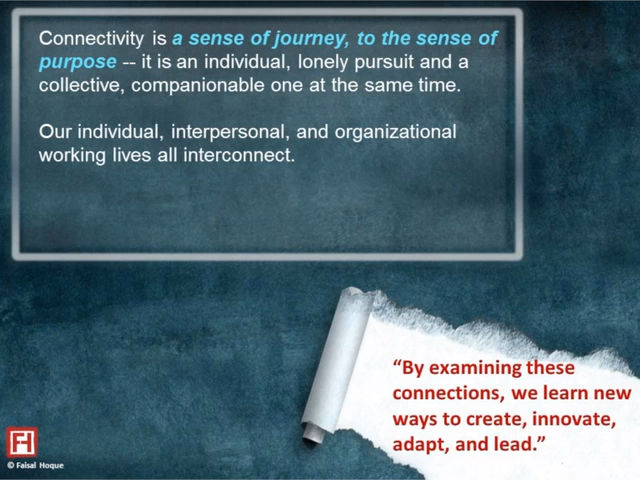 Connectivity is a sense of journey, to the sense of
purpose -- it is an individual, lonely pursuit and a
collective, companionable one at the same time.
Our individual, interpersonal, and organizational
working lives all interconnect.
“By examining these
connections, we learn new
ways to create, innovate,
adapt, and lead.”
FH
© Faisal Hoque